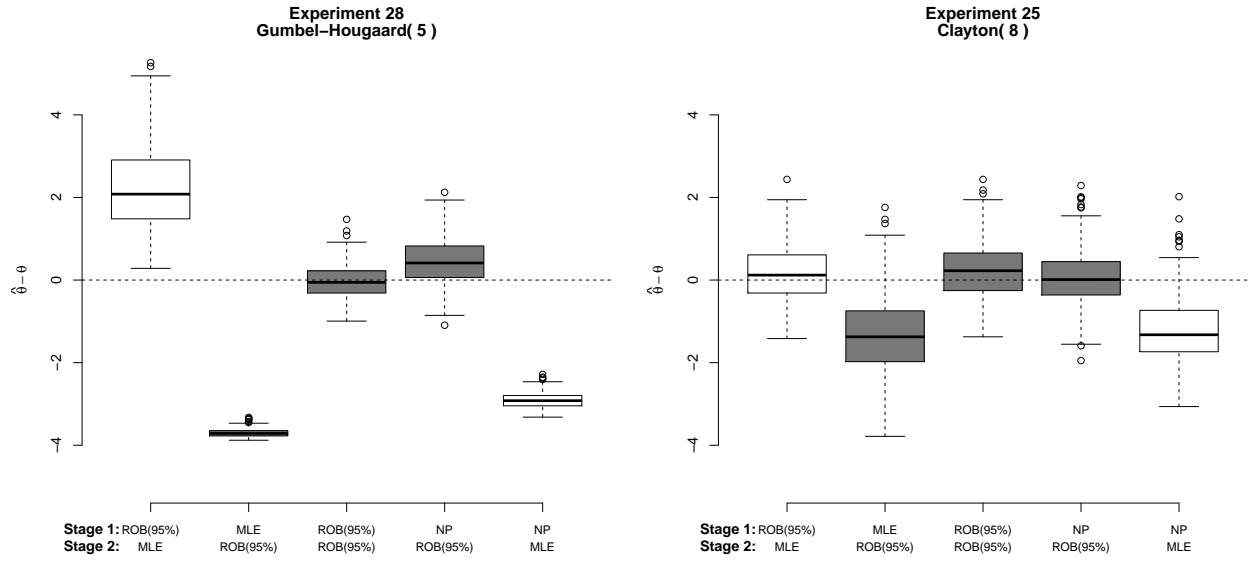 Experiment 28
Gumbel−Hougaard( 5 )
4
2
0
−2
−4
θ̂ − θ
Stage 1: ROB(95%) MLE ROB(95%) NP NP
Stage 2: MLE ROB(95%) ROB(95%) ROB(95%) MLE
Experiment 25
Clayton( 8 )
4
2
0
−2
−4
θ̂ − θ
Stage 1: ROB(95%) MLE ROB(95%) NP NP
Stage 2: MLE ROB(95%) ROB(95%) ROB(95%) MLE